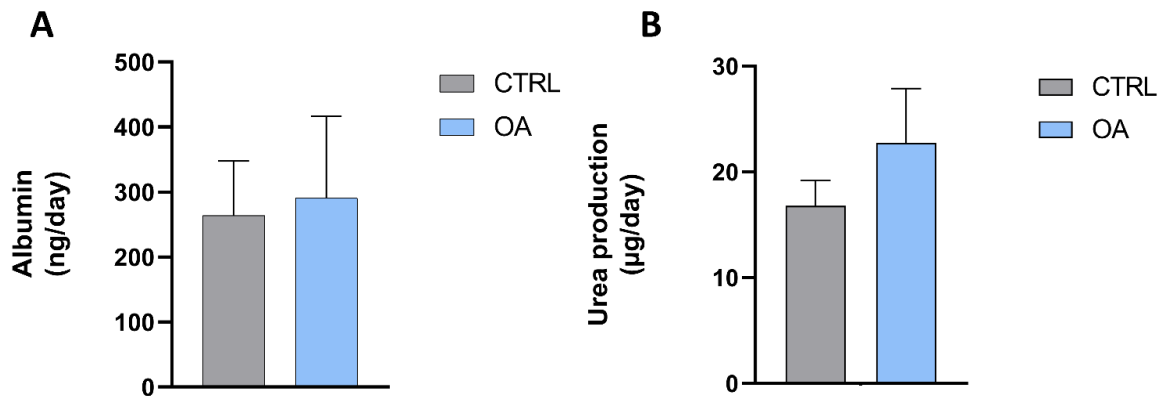 A
500
400
300
200
100
0
Albumin
(ng/day)
CTRL
OA
B
30
20
10
0
Urea production
(µg/day)
CTRL
OA